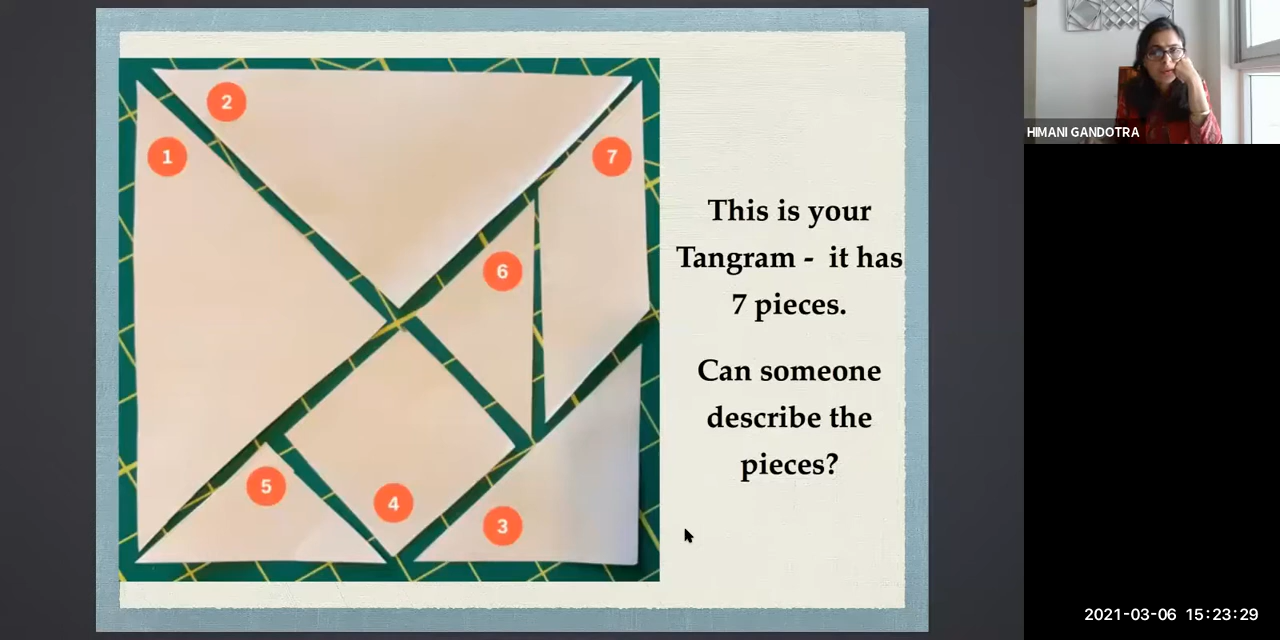 2
1
7
6
5
4
3
This is your
Tangram - it has
7 pieces.
Can someone
describe the
pieces?
HIMANI GANDOTRA
2021-03-06 15:23:29